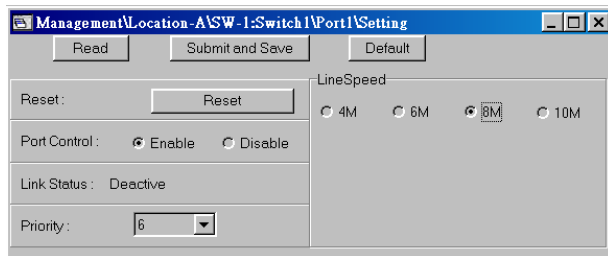 Management\Location-A\SW-1:Switch1\Port1\Setting
Read Submit and Save Default
LineSpeed
Reset : Reset
4M 6M 8M 10M
Port Control : Enable Disable
Link Status : Deactive
Priority : 6